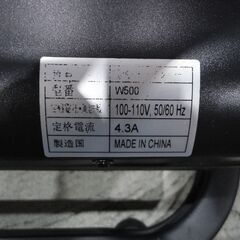 型番 W500
100-110V, 50/60 Hz
定格電流 4.3A
製造国 MADE IN CHINA